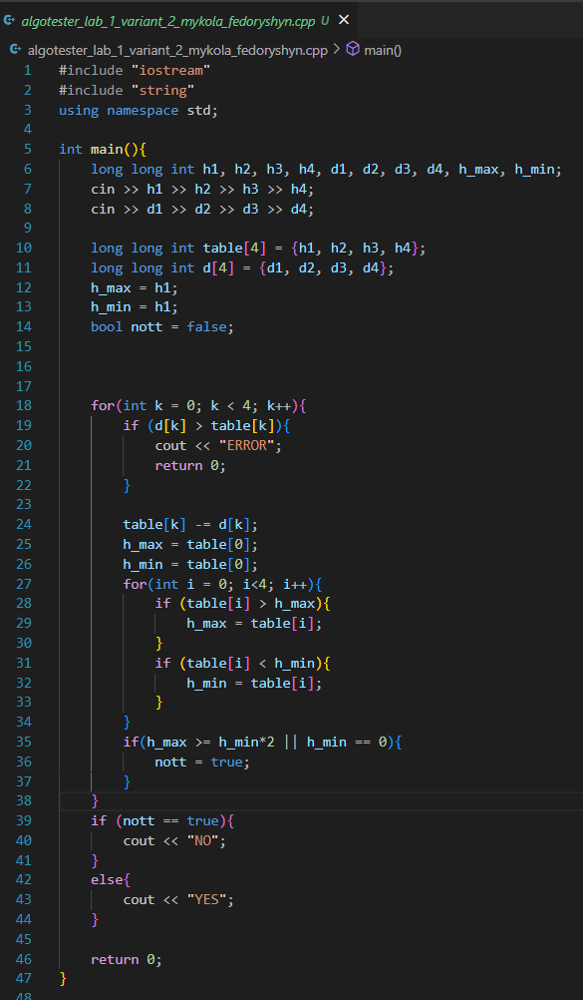 algotester_lab_1_variant_2_mykola_fedoryshyn.cpp U
algotester_lab_1_variant_2_mykola_fedoryshyn.cpp > main()
1 #include "iostream"
2 #include "string"
3 using namespace std;
4
5 int main(){
6     long long int h1, h2, h3, h4, d1, d2, d3, d4, h_max, h_min;
7     cin >> h1 >> h2 >> h3 >> h4;
8     cin >> d1 >> d2 >> d3 >> d4;
9
10     long long int table[4] = {h1, h2, h3, h4};
11     long long int d[4] = {d1, d2, d3, d4};
12     h_max = h1;
13     h_min = h1;
14     bool nott = false;
15
16
17
18     for(int k = 0; k < 4; k++){
19         if (d[k] > table[k]){
20             cout << "ERROR";
21             return 0;
22         }
23
24         table[k] -= d[k];
25         h_max = table[0];
26         h_min = table[0];
27         for(int i = 0; i<4; i++){
28             if (table[i] > h_max){
29                 h_max = table[i];
30             }
31             if (table[i] < h_min){
32                 h_min = table[i];
33             }
34         }
35         if(h_max >= h_min*2 || h_min == 0){
36             nott = true;
37         }
38     }
39     if (nott == true){
40         cout << "NO";
41     }
42     else{
43         cout << "YES";
44     }
45
46     return 0;
47 }
48